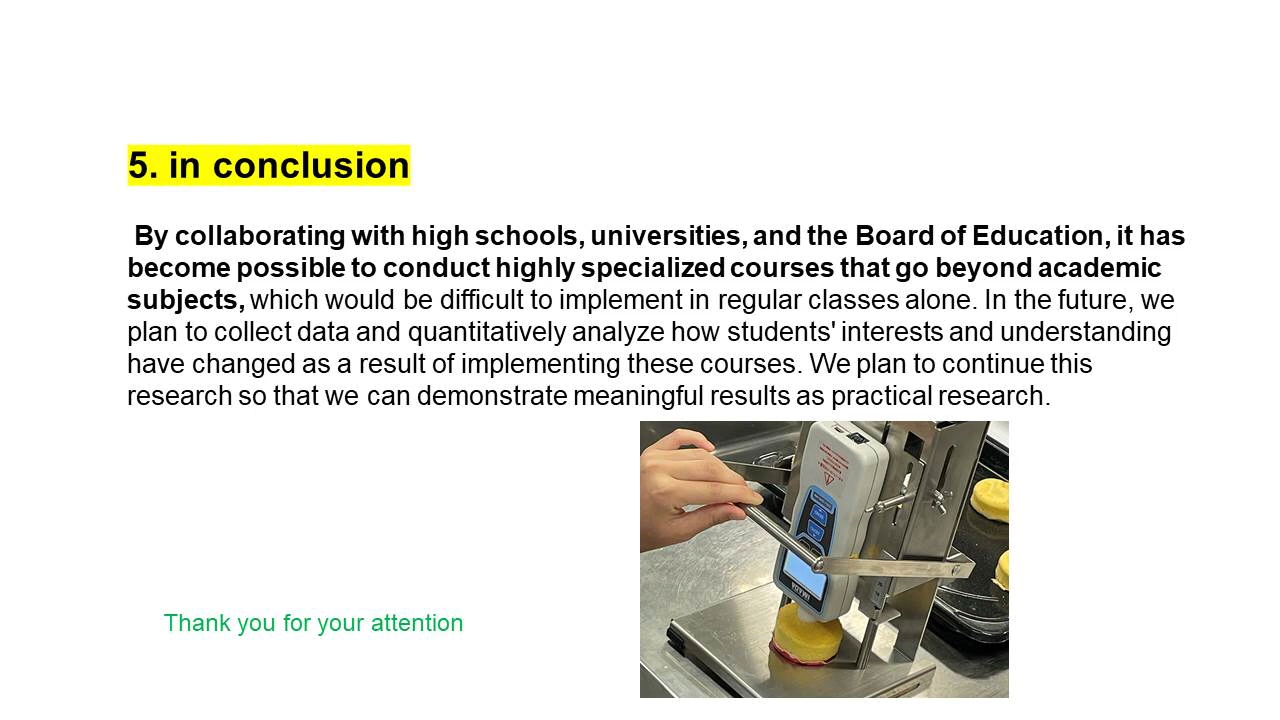 5. in conclusion
By collaborating with high schools, universities, and the Board of Education, it has
become possible to conduct highly specialized courses that go beyond academic
subjects, which would be difficult to implement in regular classes alone. In the future, we
plan to collect data and quantitatively analyze how students' interests and understanding
have changed as a result of implementing these courses. We plan to continue this
research so that we can demonstrate meaningful results as practical research.
IMADA
Thank you for your attention